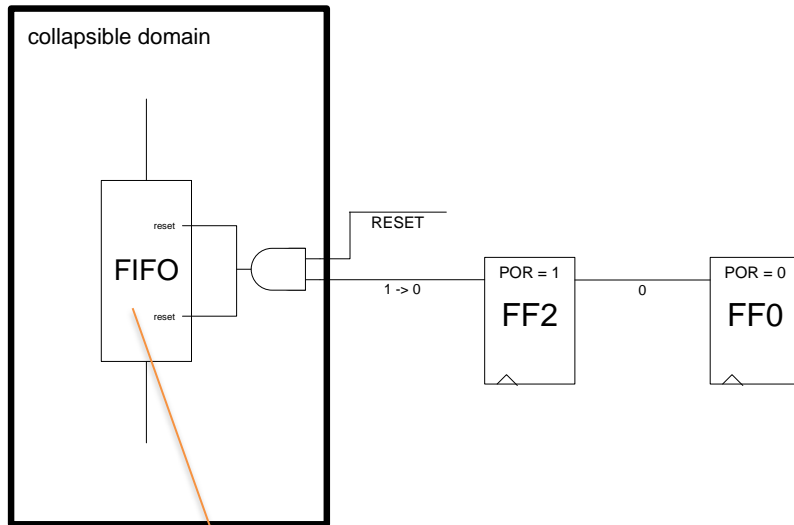 collapsible domain
reset
RESET
FIFO
POR = 1
POR = 0
1 -> 0
0
FF2
FF0
reset